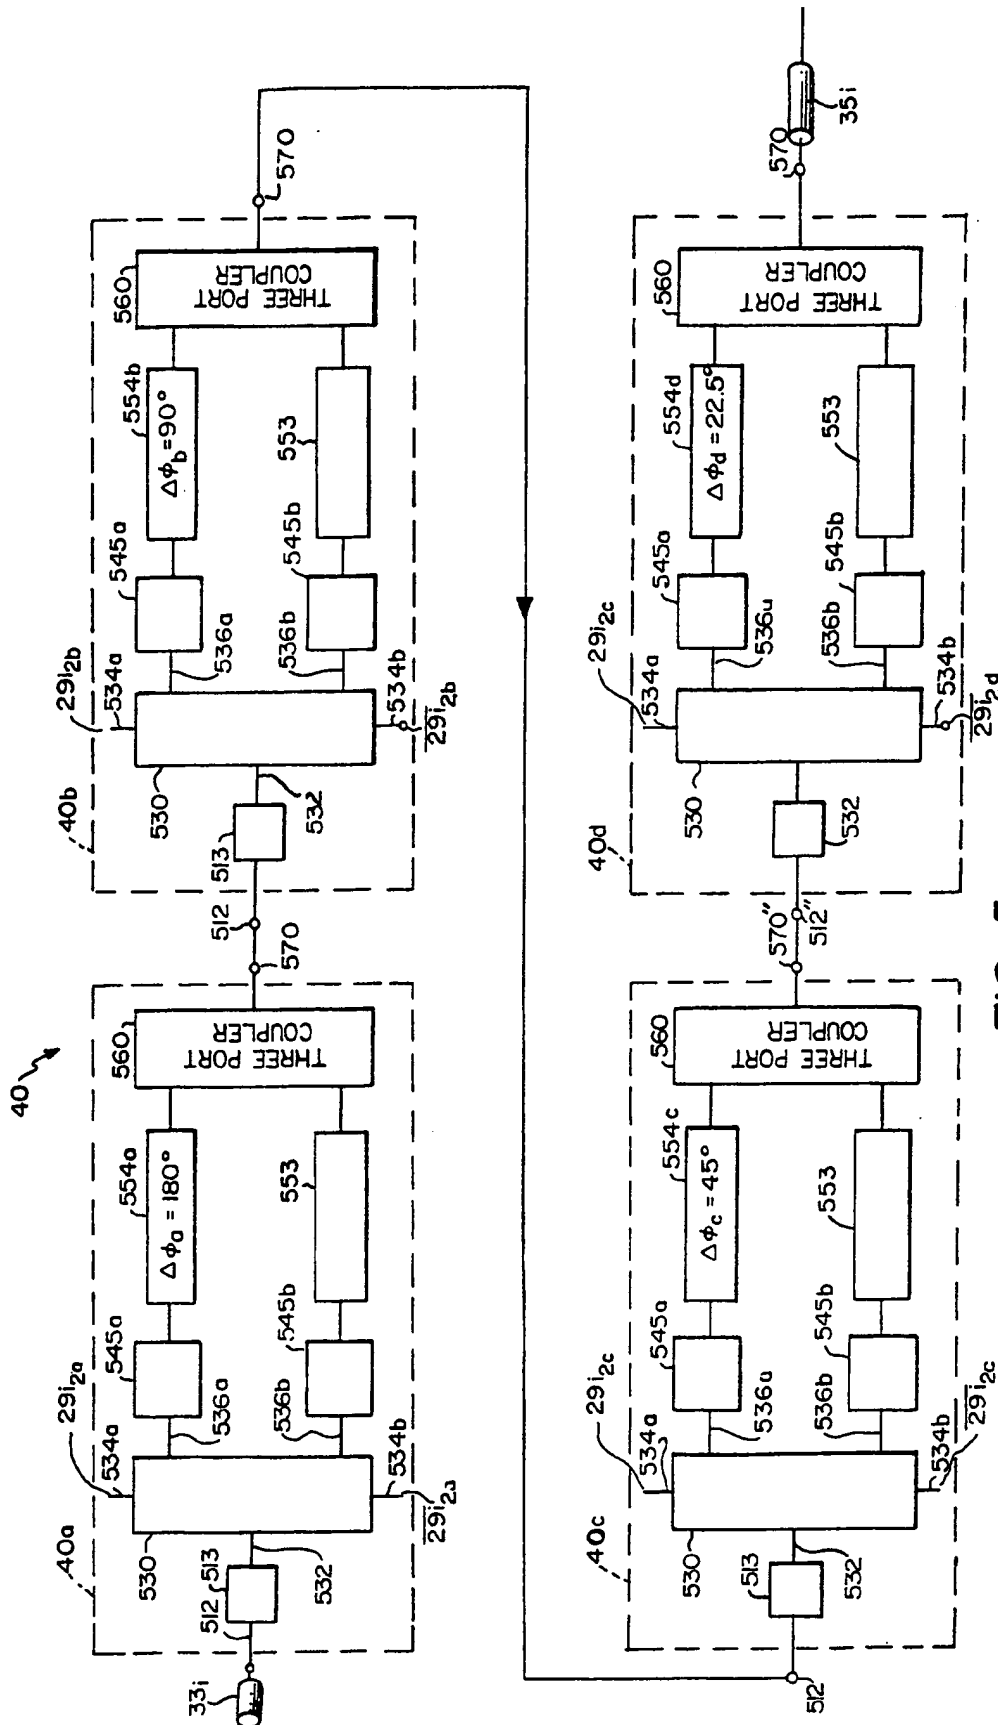 40
40a
33i
512
513
532
530
534a
29i2a
534b
29i2a
536a
536b
545a
545b
554a
Δϕa = 180°
553
560
THREE PORT
COUPLER
570
512
40b
513
532
530
534a
29i2b
534b
29i2b
536a
536b
545a
545b
554b
Δϕb = 90°
553
560
THREE PORT
COUPLER
570
512
40c
513
532
530
534a
29i2c
534b
29i2c
536a
536b
545a
545b
554c
Δϕc = 45°
553
560
THREE PORT
COUPLER
570"
512"
40d
532
530
534a
29i2c
534b
29i2d
536u
536b
545a
545b
554d
Δϕd = 22.5°
553
560
THREE PORT
COUPLER
570
35i